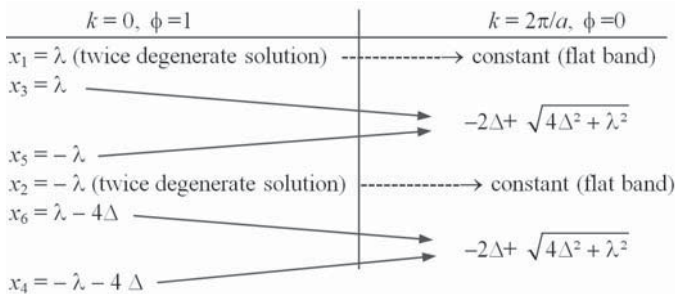 k = 0, ϕ = 1 k = 2π/a, ϕ = 0
x₁ = λ (twice degenerate solution) constant (flat band)
x₃ = λ
−2Δ+ √4Δ² + λ²
x₅ = − λ
x₂ = − λ (twice degenerate solution) constant (flat band)
x₆ = λ − 4Δ
−2Δ+ √4Δ² + λ²
x₄ = − λ − 4 Δ